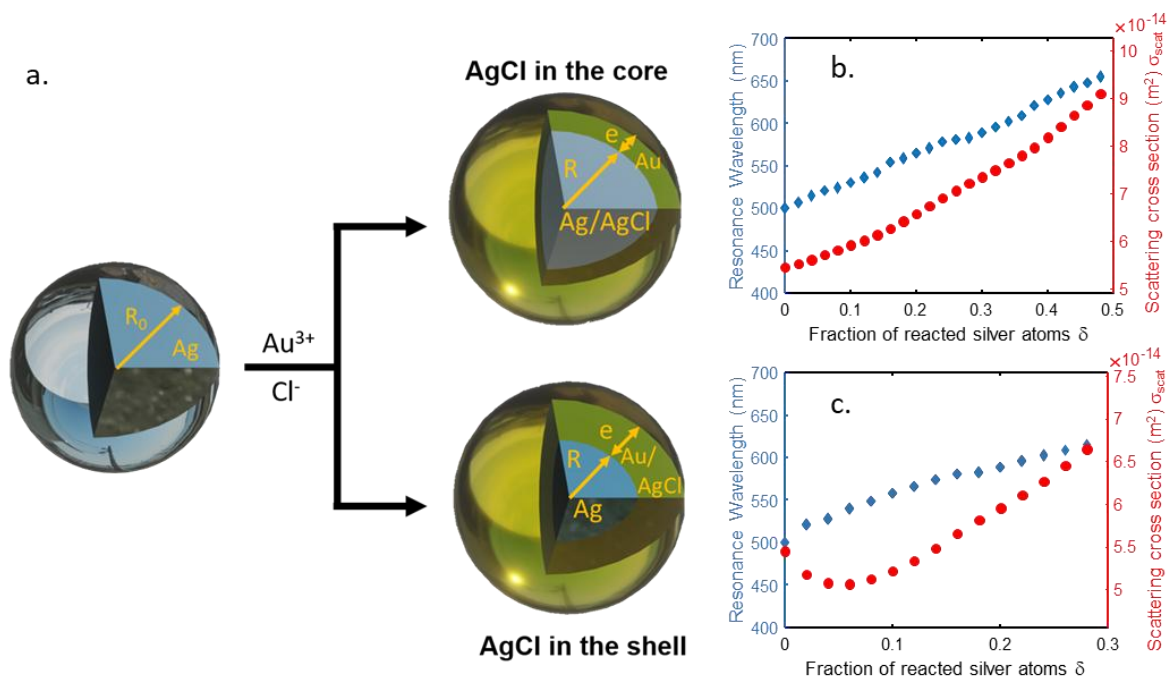 a.
AgCl in the core
e
Au
R
Ag/AgCl
R₀
Ag
Au³⁺
Cl⁻
e
R
Au/
AgCl
Ag
AgCl in the shell
b.
×10⁻¹⁴
700
650
600
550
500
450
400
Resonance Wavelength (nm)
10
9
8
7
6
5
Scattering cross section (m²) σscat
0 0.1 0.2 0.3 0.4 0.5
Fraction of reacted silver atoms δ
c.
×10⁻¹⁴
700
650
600
550
500
450
400
Resonance Wavelength (nm)
7.5
7
6.5
6
5.5
5
Scattering cross section (m²) σscat
0 0.1 0.2 0.3
Fraction of reacted silver atoms δ